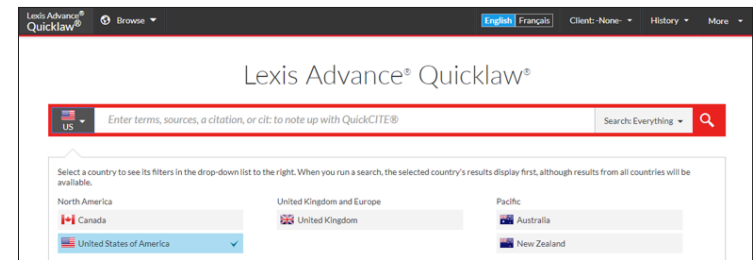 Lexis Advance®
Quicklaw®
Browse
English Français Client: -None- History More
Lexis Advance® Quicklaw®
US Enter terms, sources, a citation, or cit: to note up with QuickCITE® Search: Everything
Select a country to see its filters in the drop-down list to the right. When you run a search, the selected country's results display first, although results from all countries will be
available.
North America United Kingdom and Europe Pacific
Canada United Kingdom Australia
United States of America New Zealand